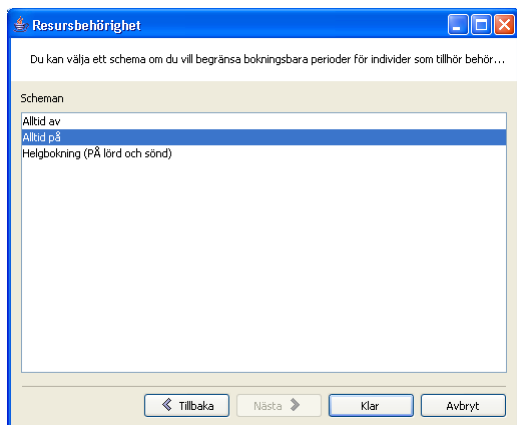 Resursbehörighet
Du kan välja ett schema om du vill begränsa bokningsbara perioder för individer som tillhör behör...
Scheman
Alltid av
Alltid på
Helgbokning (PÅ lörd och sönd)
Tillbaka Nästa Klar Avbryt